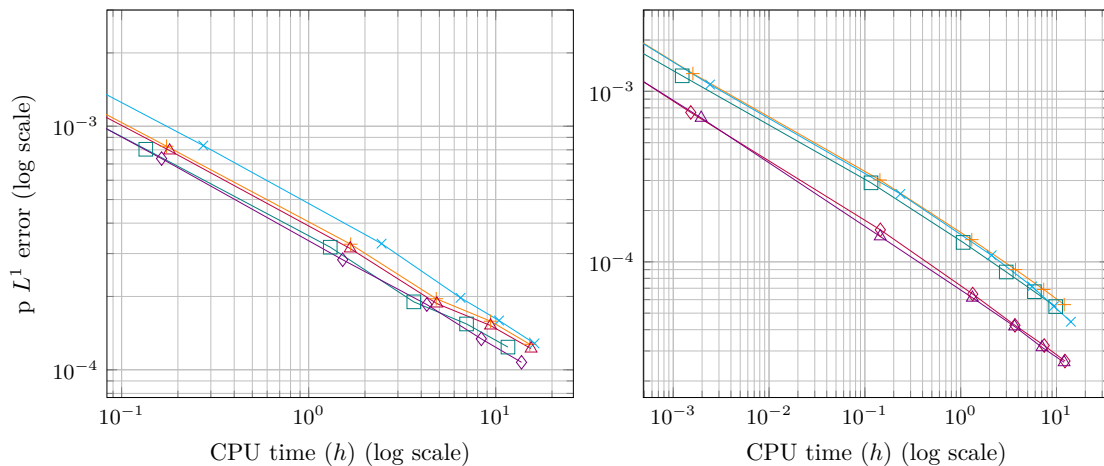 p L¹ error (log scale)
10⁻³
10⁻⁴
10⁻¹ 10⁰ 10¹
CPU time (h) (log scale)
10⁻³
10⁻⁴
10⁻³ 10⁻² 10⁻¹ 10⁰ 10¹
CPU time (h) (log scale)